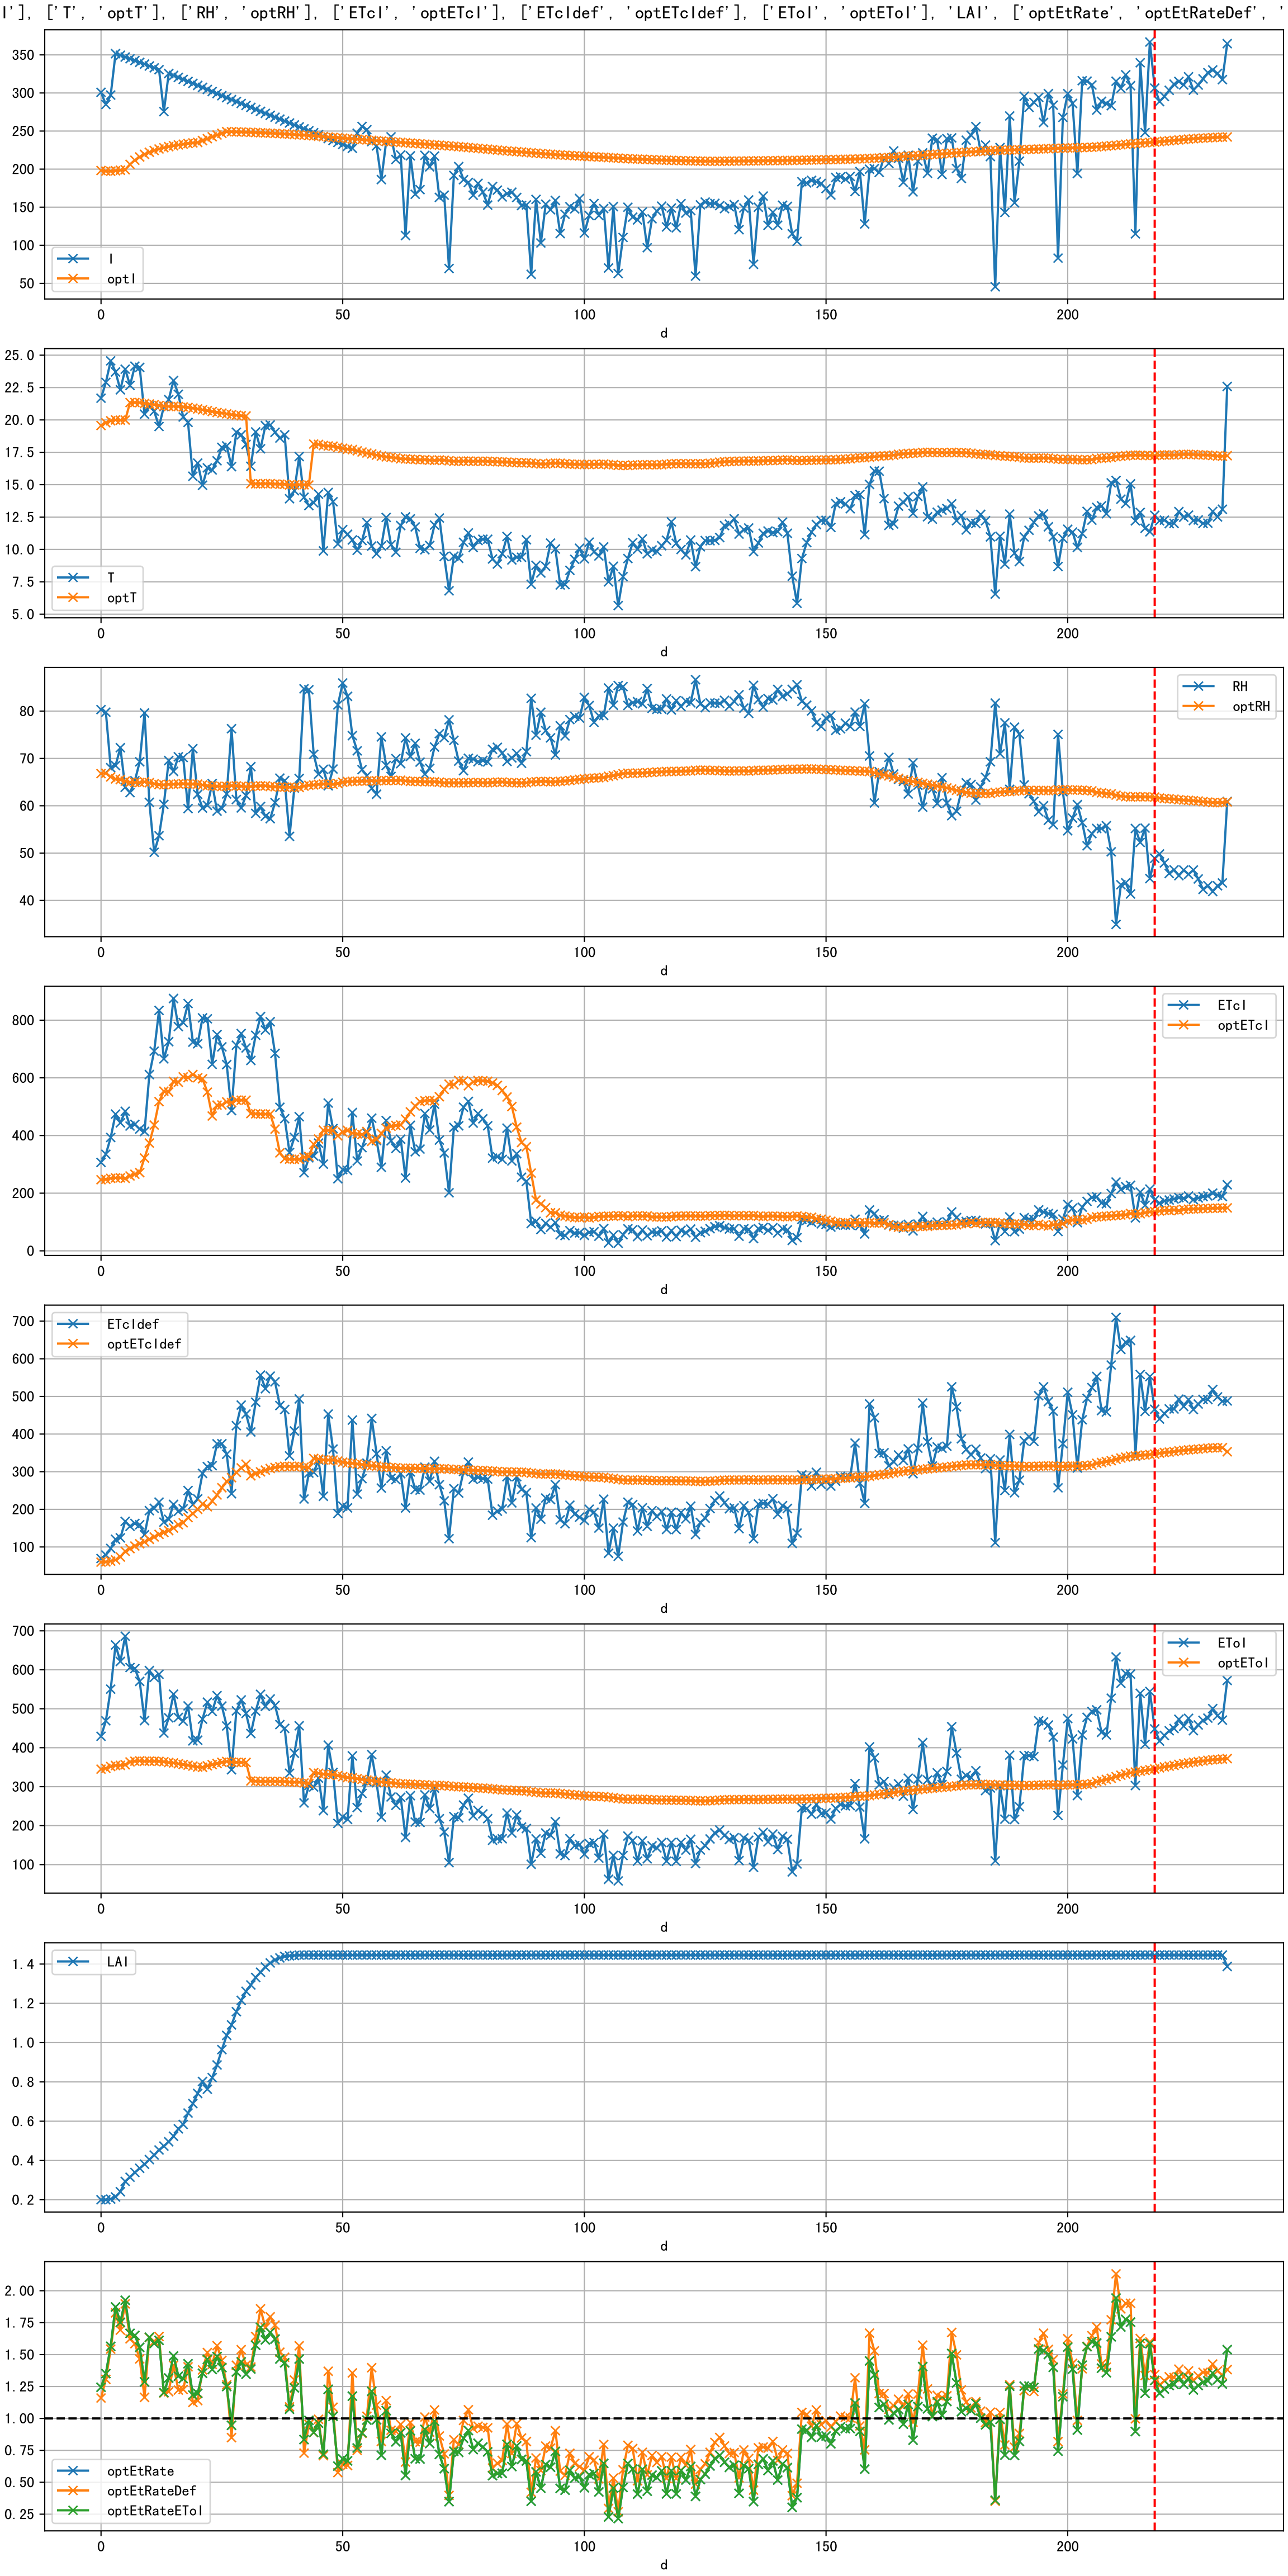 I'], ['T', 'optT'], ['RH', 'optRH'], ['ETcI', 'optETcI'], ['ETcIdef', 'optETcIdef'], ['EToI', 'optEToI'], 'LAI', ['optEtRate', 'optEtRateDef', '
350
300
250
200
150
100
50
I
optI
0 50 100 150 200
d
25.0
22.5
20.0
17.5
15.0
12.5
10.0
7.5
5.0
T
optT
0 50 100 150 200
d
80
70
60
50
40
RH
optRH
0 50 100 150 200
d
800
600
400
200
0
ETcI
optETcI
0 50 100 150 200
d
700
600
500
400
300
200
100
ETcIdef
optETcIdef
0 50 100 150 200
d
700
600
500
400
300
200
100
EToI
optEToI
0 50 100 150 200
d
1.4
1.2
1.0
0.8
0.6
0.4
0.2
LAI
0 50 100 150 200
d
2.00
1.75
1.50
1.25
1.00
0.75
0.50
0.25
optEtRate
optEtRateDef
optEtRateEToI
0 50 100 150 200
d